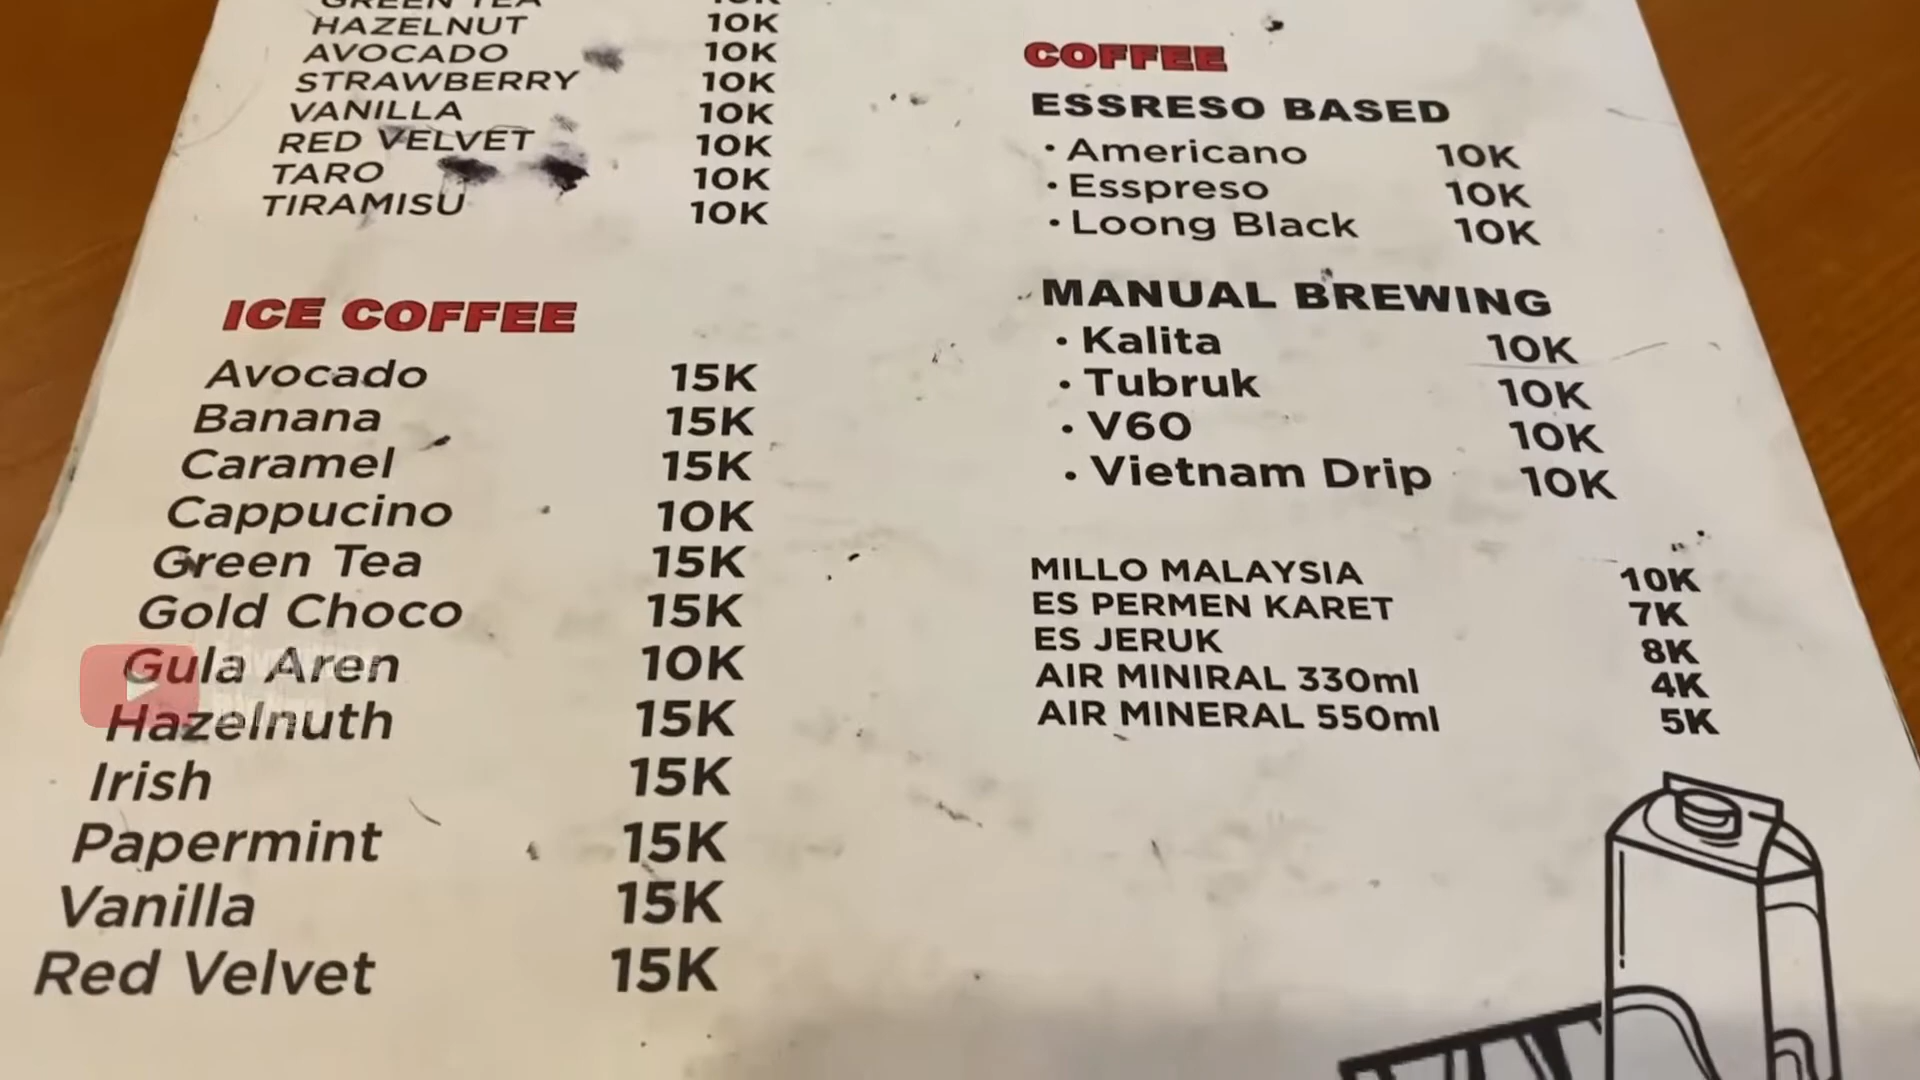 GREEN TEA 10K
HAZELNUT 10K
AVOCADO 10K
STRAWBERRY 10K
VANILLA 10K
RED VELVET 10K
TARO 10K
TIRAMISU 10K
ICE COFFEE
Avocado 15K
Banana 15K
Caramel 15K
Cappucino 10K
Green Tea 15K
Gold Choco 15K
Gula Aren 10K
Hazelnuth 15K
Irish 15K
Papermint 15K
Vanilla 15K
Red Velvet 15K
COFFEE
ESSRESO BASED
• Americano 10K
• Esspreso 10K
• Loong Black 10K
MANUAL BREWING
• Kalita 10K
• Tubruk 10K
• V60 10K
• Vietnam Drip 10K
MILLO MALAYSIA 10K
ES PERMEN KARET 7K
ES JERUK 8K
AIR MINIRAL 330ml 4K
AIR MINERAL 550ml 5K